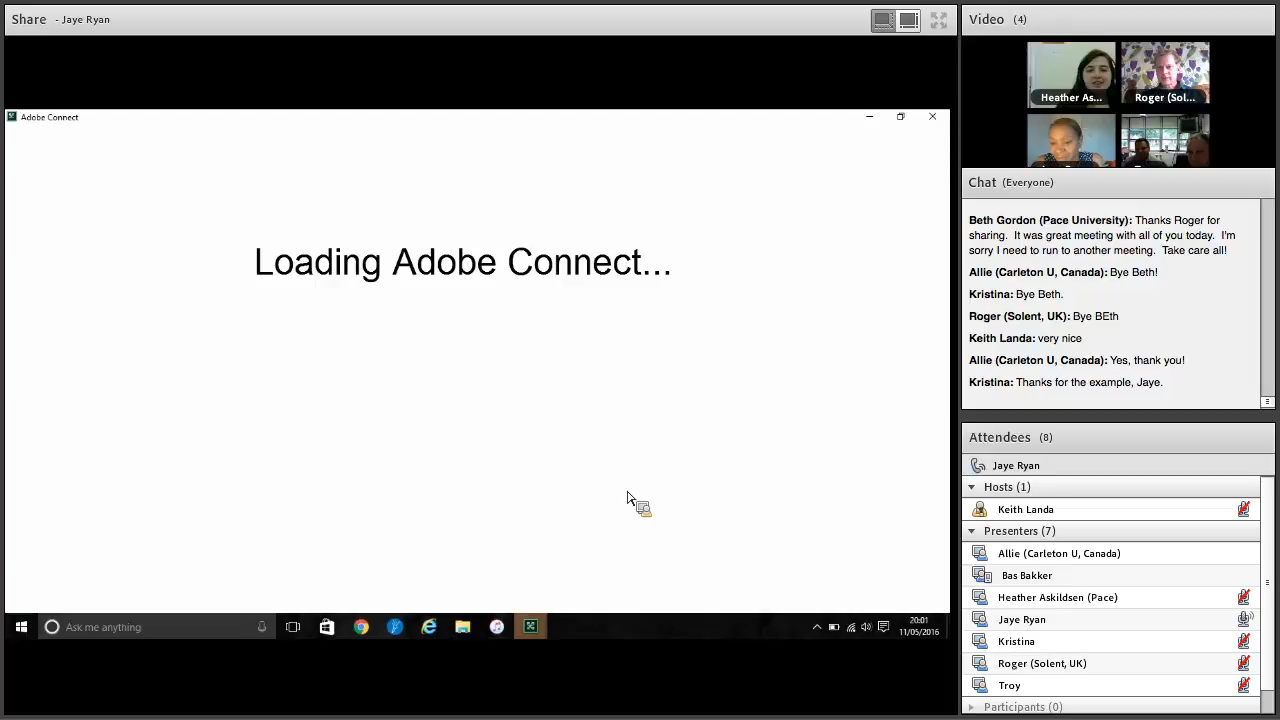 Share - Jaye Ryan
Adobe Connect
Loading Adobe Connect...
Ask me anything
20:01
11/05/2016
Video (4)
Heather As...
Roger (Sol...
Chat (Everyone)
Beth Gordon (Pace University): Thanks Roger for
sharing. It was great meeting with all of you today. I'm
sorry I need to run to another meeting. Take care all!
Allie (Carleton U, Canada): Bye Beth!
Kristina: Bye Beth.
Roger (Solent, UK): Bye BEth
Keith Landa: very nice
Allie (Carleton U, Canada): Yes, thank you!
Kristina: Thanks for the example, Jaye.
Attendees (8)
Jaye Ryan
Hosts (1)
Keith Landa
Presenters (7)
Allie (Carleton U, Canada)
Bas Bakker
Heather Askildsen (Pace)
Jaye Ryan
Kristina
Roger (Solent, UK)
Troy
Participants (0)